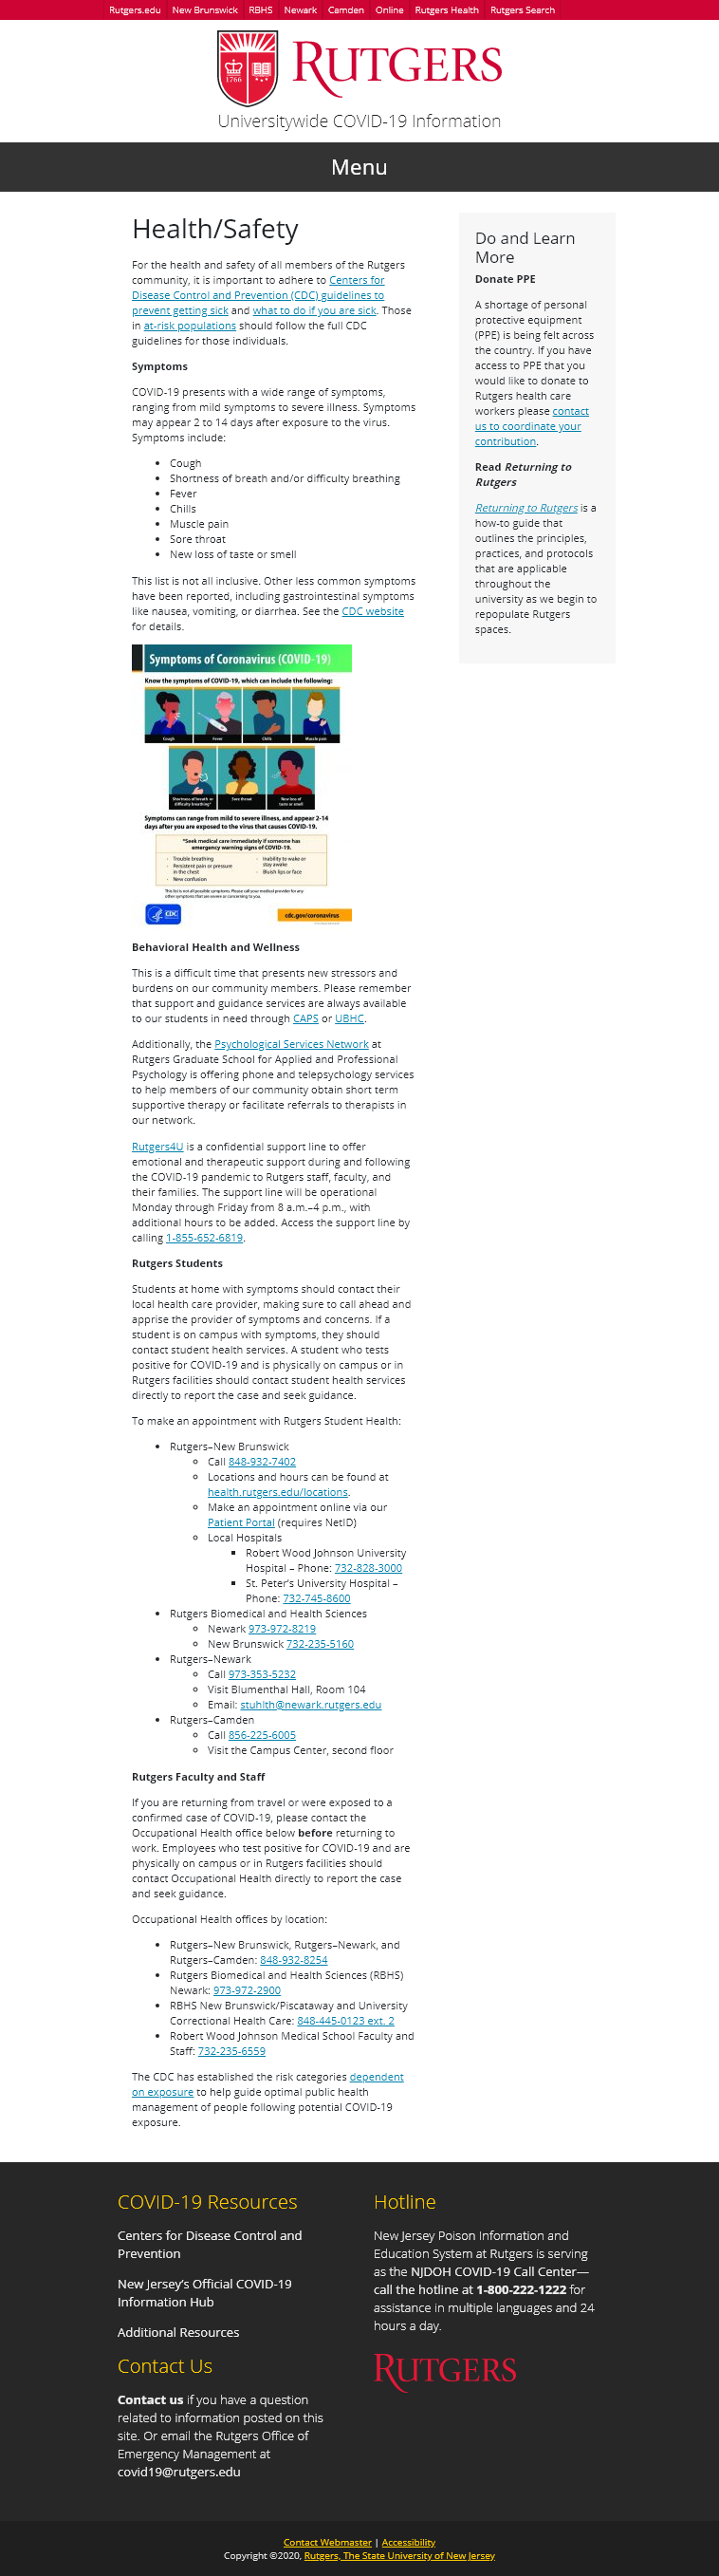 Rutgers.edu New Brunswick RBHS Newark Camden Online Rutgers Health Rutgers Search
1766
RUTGERS
Universitywide COVID-19 Information
Menu
Health/Safety
For the health and safety of all members of the Rutgers
community, it is important to adhere to Centers for
Disease Control and Prevention (CDC) guidelines to
prevent getting sick and what to do if you are sick. Those
in at-risk populations should follow the full CDC
guidelines for those individuals.
Symptoms
COVID-19 presents with a wide range of symptoms,
ranging from mild symptoms to severe illness. Symptoms
may appear 2 to 14 days after exposure to the virus.
Symptoms include:
• Cough
• Shortness of breath and/or difficulty breathing
• Fever
• Chills
• Muscle pain
• Sore throat
• New loss of taste or smell
This list is not all inclusive. Other less common symptoms
have been reported, including gastrointestinal symptoms
like nausea, vomiting, or diarrhea. See the CDC website
for details.
Symptoms of Coronavirus (COVID-19)
Know the symptoms of COVID-19, which can include the following:
Cough Fever Chills Muscle pain
Shortness of breath or difficulty breathing* Sore throat New loss of taste or smell
Symptoms can range from mild to severe illness, and appear 2-14
days after you are exposed to the virus that causes COVID-19.
*Seek medical care immediately if someone has
emergency warning signs of COVID-19.
· Trouble breathing
· Persistent pain or pressure
in the chest
· New confusion
· Inability to wake or
stay awake
· Bluish lips or face
This list is not all possible symptoms. Please call your medical provider for any
other symptoms that are severe or concerning to you.
CDC
cdc.gov/coronavirus
Behavioral Health and Wellness
This is a difficult time that presents new stressors and
burdens on our community members. Please remember
that support and guidance services are always available
to our students in need through CAPS or UBHC.
Additionally, the Psychological Services Network at
Rutgers Graduate School for Applied and Professional
Psychology is offering phone and telepsychology services
to help members of our community obtain short term
supportive therapy or facilitate referrals to therapists in
our network.
Rutgers4U is a confidential support line to offer
emotional and therapeutic support during and following
the COVID-19 pandemic to Rutgers staff, faculty, and
their families. The support line will be operational
Monday through Friday from 8 a.m.–4 p.m., with
additional hours to be added. Access the support line by
calling 1-855-652-6819.
Rutgers Students
Students at home with symptoms should contact their
local health care provider, making sure to call ahead and
apprise the provider of symptoms and concerns. If a
student is on campus with symptoms, they should
contact student health services. A student who tests
positive for COVID-19 and is physically on campus or in
Rutgers facilities should contact student health services
directly to report the case and seek guidance.
To make an appointment with Rutgers Student Health:
• Rutgers–New Brunswick
Call 848-932-7402
Locations and hours can be found at
health.rutgers.edu/locations.
Make an appointment online via our
Patient Portal (requires NetID)
Local Hospitals
Robert Wood Johnson University
Hospital – Phone: 732-828-3000
St. Peter's University Hospital –
Phone: 732-745-8600
• Rutgers Biomedical and Health Sciences
Newark 973-972-8219
New Brunswick 732-235-5160
• Rutgers–Newark
Call 973-353-5232
Visit Blumenthal Hall, Room 104
Email: stuhlth@newark.rutgers.edu
• Rutgers–Camden
Call 856-225-6005
Visit the Campus Center, second floor
Rutgers Faculty and Staff
If you are returning from travel or were exposed to a
confirmed case of COVID-19, please contact the
Occupational Health office below before returning to
work. Employees who test positive for COVID-19 and are
physically on campus or in Rutgers facilities should
contact Occupational Health directly to report the case
and seek guidance.
Occupational Health offices by location:
• Rutgers–New Brunswick, Rutgers–Newark, and
Rutgers–Camden: 848-932-8254
• Rutgers Biomedical and Health Sciences (RBHS)
Newark: 973-972-2900
• RBHS New Brunswick/Piscataway and University
Correctional Health Care: 848-445-0123 ext. 2
• Robert Wood Johnson Medical School Faculty and
Staff: 732-235-6559
The CDC has established the risk categories dependent
on exposure to help guide optimal public health
management of people following potential COVID-19
exposure.
Do and Learn
More
Donate PPE
A shortage of personal
protective equipment
(PPE) is being felt across
the country. If you have
access to PPE that you
would like to donate to
Rutgers health care
workers please contact
us to coordinate your
contribution.
Read Returning to
Rutgers
Returning to Rutgers is a
how-to guide that
outlines the principles,
practices, and protocols
that are applicable
throughout the
university as we begin to
repopulate Rutgers
spaces.
COVID-19 Resources
Centers for Disease Control and
Prevention
New Jersey's Official COVID-19
Information Hub
Additional Resources
Contact Us
Contact us if you have a question
related to information posted on this
site. Or email the Rutgers Office of
Emergency Management at
covid19@rutgers.edu
Hotline
New Jersey Poison Information and
Education System at Rutgers is serving
as the NJDOH COVID-19 Call Center—
call the hotline at 1-800-222-1222 for
assistance in multiple languages and 24
hours a day.
RUTGERS
Contact Webmaster | Accessibility
Copyright ©2020, Rutgers, The State University of New Jersey